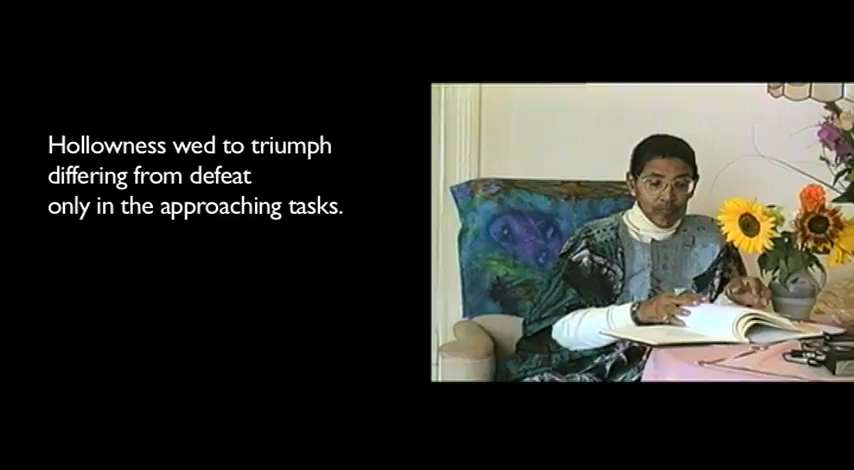 Hollowness wed to triumph
differing from defeat
only in the approaching tasks.